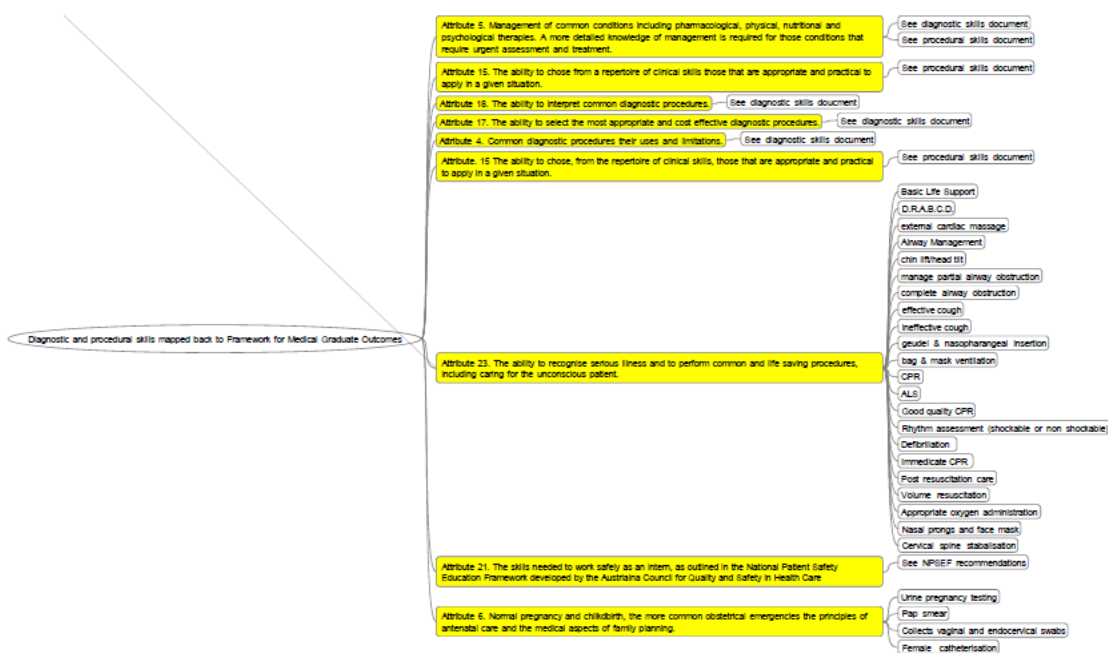 Attribute 5. Management of common conditions including pharmacological, physical, nutritional and
psychological therapies. A more detailed knowledge of management is required for those conditions that
require urgent assessment and treatment.
See diagnostic skills document
See procedural skills document
Attribute 15. The ability to chose from a repertoire of clinical skills those that are appropriate and practical to
apply in a given situation.
See procedural skills document
Attribute 18. The ability to interpret common diagnostic procedures.
See diagnostic skills doucment
Attribute 17. The ability to select the most appropriate and cost effective diagnostic procedures.
See diagnostic skills document
Attribute 4. Common diagnostic procedures their uses and limitations.
See diagnostic skills document
Attribute. 15 The ability to chose, from the repertoire of clinical skills, those that are appropriate and practical
to apply in a given situation.
See procedural skills document
Diagnostic and procedural skills mapped back to Framework for Medical Graduate Outcomes
Attribute 23. The ability to recognise serious illness and to perform common and life saving procedures,
including caring for the unconscious patient.
Basic Life Support
D.R.A.B.C.D.
external cardiac massage
Airway Management
chin lift/head tilt
manage partial airway obstruction
complete airway obstruction
effective cough
ineffective cough
geudel & nasopharangeal insertion
bag & mask ventilation
CPR
ALS
Good quality CPR
Rhythm assessment (shockable or non shockable)
Defibrillation
Immedicate CPR
Post resuscitation care
Volume resuscitation
Appropriate oxygen administration
Nasal prongs and face mask
Cervical spine stabalisation
Attribute 21. The skills needed to work safely as an intern, as outlined in the National Patient Safety
Education Framework developed by the Austriaina Council for Quality and Safety in Health Care
See NPSEF recommendations
Attribute 6. Normal pregnancy and chilkdbirth, the more common obstetrical emergencies the principles of
antenatal care and the medical aspects of family planning.
Urine pregnancy testing
Pap smear
Collects vaginal and endocervical swabs
Female catheterisation